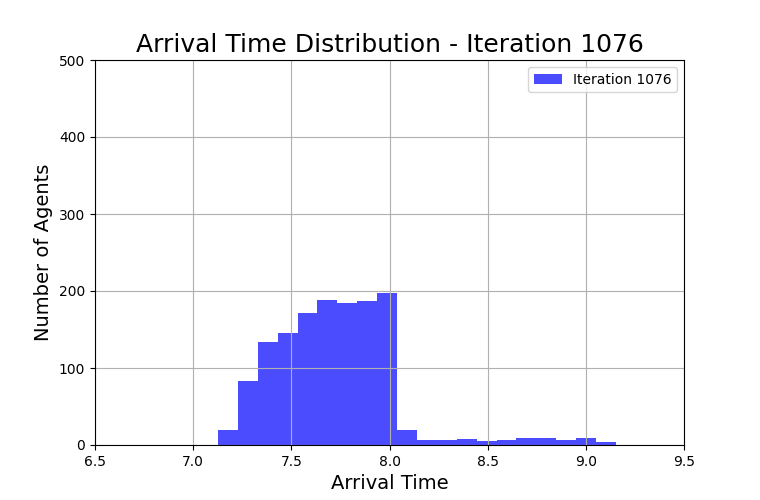 Arrival Time Distribution - Iteration 1076
Iteration 1076
Number of Agents
500
400
300
200
100
0
6.5 7.0 7.5 8.0 8.5 9.0 9.5
Arrival Time